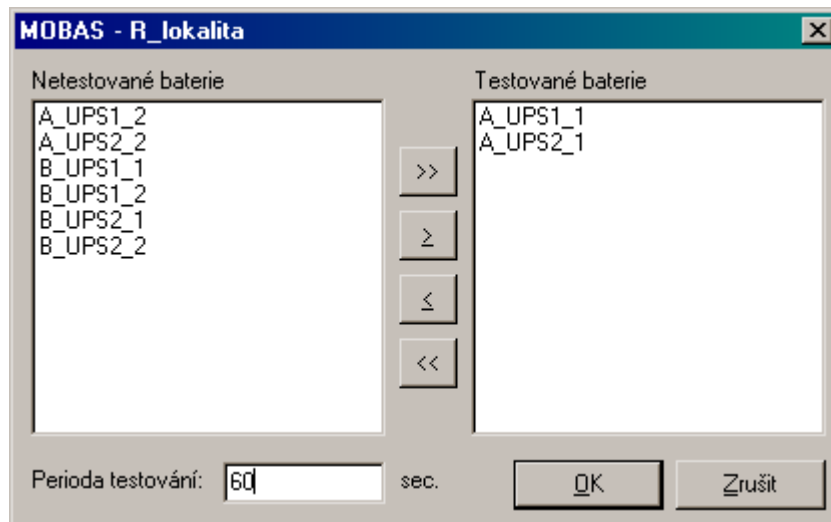 MOBAS - R_lokalita
Netestované baterie
A_UPS1_2
A_UPS2_2
B_UPS1_1
B_UPS1_2
B_UPS2_1
B_UPS2_2
>>
>
<
<<
Testované baterie
A_UPS1_1
A_UPS2_1
Perioda testování: 60 sec.
OK
Zrušit